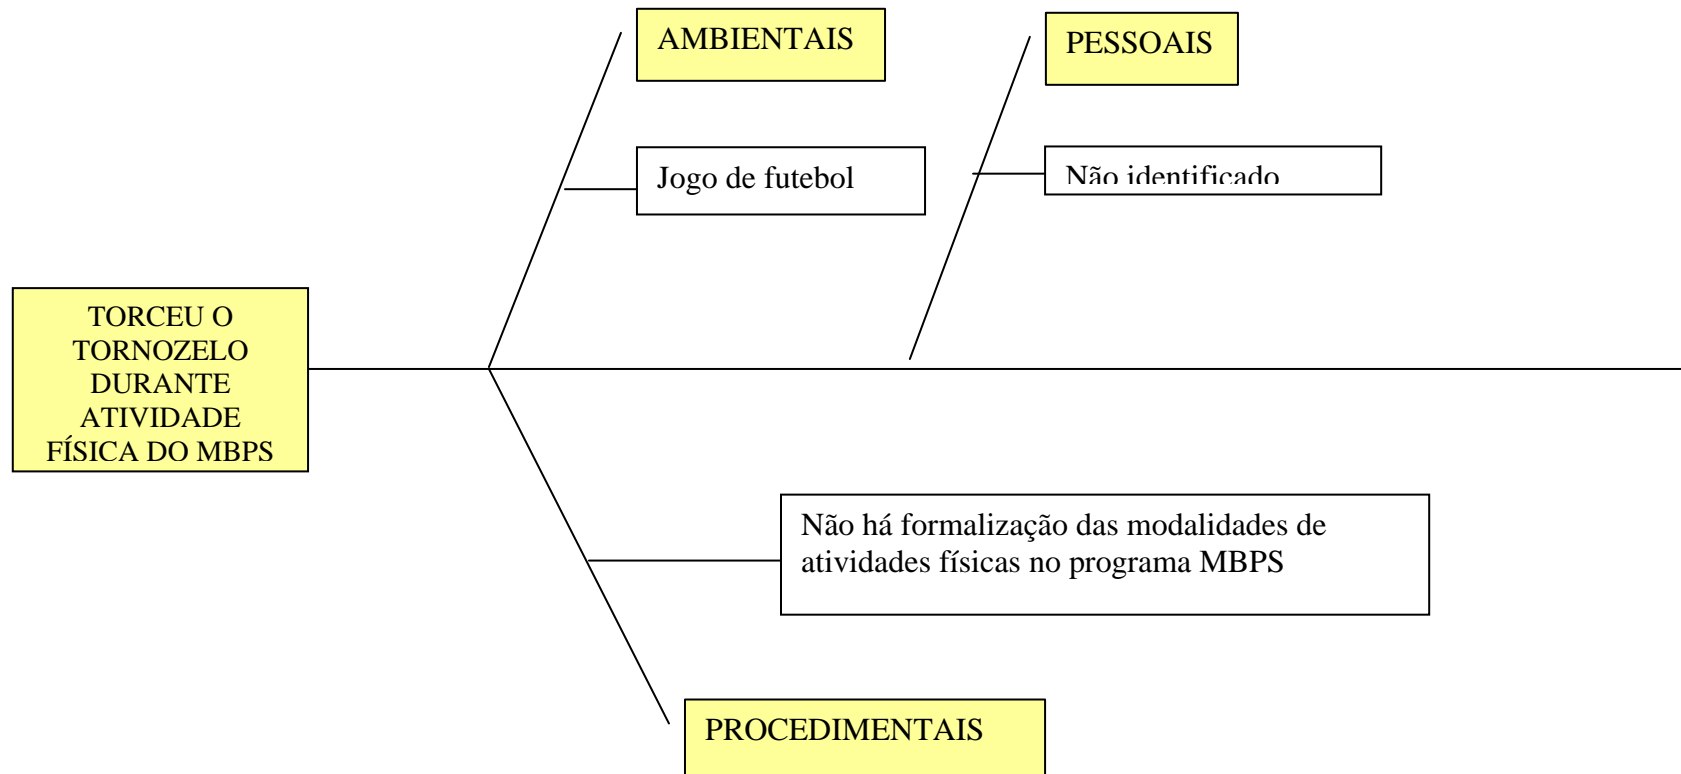 AMBIENTAIS
PESSOAIS
Jogo de futebol
Não identificado
TORCEU O
TORNOZELO
DURANTE
ATIVIDADE
FÍSICA DO MBPS
Não há formalização das modalidades de
atividades físicas no programa MBPS
PROCEDIMENTAIS